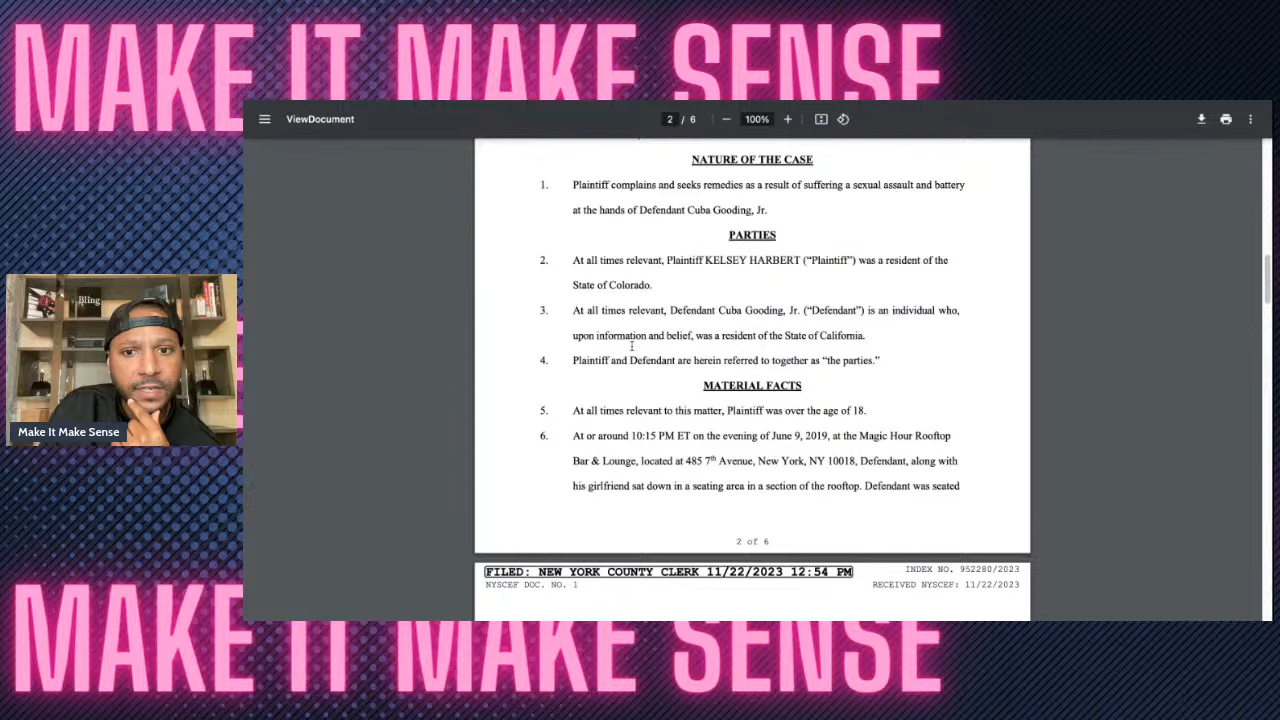 MAKE IT MAKE SENSE
ViewDocument
2 / 6
100%
NATURE OF THE CASE
1. Plaintiff complains and seeks remedies as a result of suffering a sexual assault and battery
at the hands of Defendant Cuba Gooding, Jr.
PARTIES
2. At all times relevant, Plaintiff KELSEY HARBERT (“Plaintiff”) was a resident of the
State of Colorado.
3. At all times relevant, Defendant Cuba Gooding, Jr. (“Defendant”) is an individual who,
upon information and belief, was a resident of the State of California.
4. Plaintiff and Defendant are herein referred to together as “the parties.”
MATERIAL FACTS
5. At all times relevant to this matter, Plaintiff was over the age of 18.
6. At or around 10:15 PM ET on the evening of June 9, 2019, at the Magic Hour Rooftop
Bar & Lounge, located at 485 7th Avenue, New York, NY 10018, Defendant, along with
his girlfriend sat down in a seating area in a section of the rooftop. Defendant was seated
2 of 6
FILED: NEW YORK COUNTY CLERK 11/22/2023 12:54 PM
INDEX NO. 952280/2023
NYSCEF DOC. NO. 1
RECEIVED NYSCEF: 11/22/2023
Bling
Make It Make Sense
MAKE IT MAKE SENSE